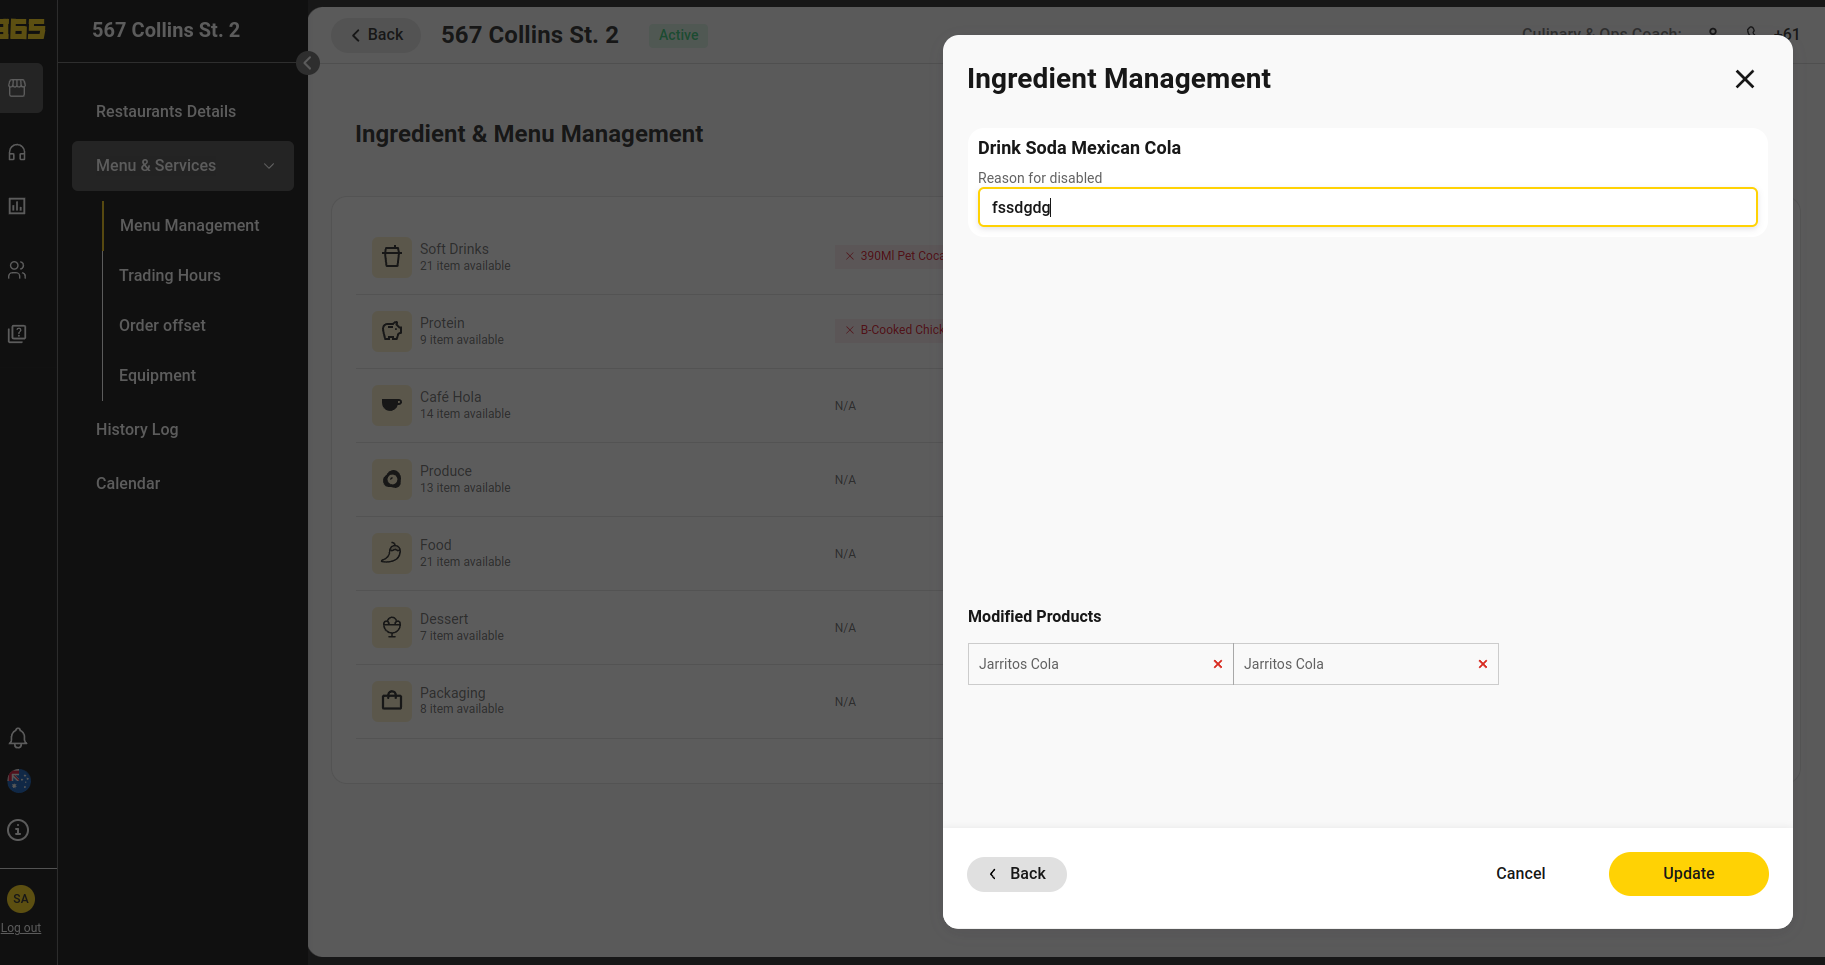 365
567 Collins St. 2
Restaurants Details
Menu & Services
Menu Management
Trading Hours
Order offset
Equipment
History Log
Calendar
SA
Log out
Back
567 Collins St. 2
Active
Culinary & Ops Coach:
+61
Ingredient & Menu Management
Soft Drinks
21 item available
390Ml Pet Coca
Protein
9 item available
B-Cooked Chick
Café Hola
14 item available
N/A
Produce
13 item available
N/A
Food
21 item available
N/A
Dessert
7 item available
N/A
Packaging
8 item available
N/A
Ingredient Management
Drink Soda Mexican Cola
Reason for disabled
fssdgdg
Modified Products
Jarritos Cola
Jarritos Cola
Back
Cancel
Update